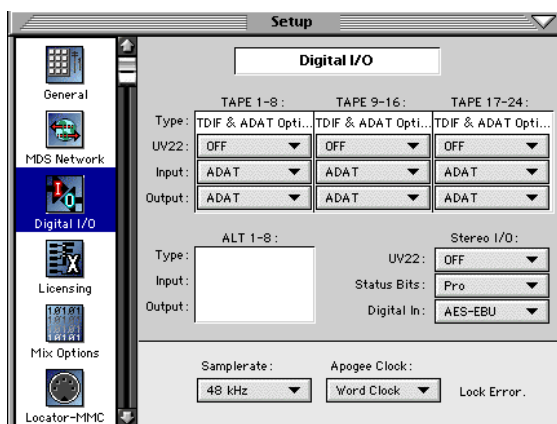 Setup
General
MDS Network
Digital I/O
Licensing
Mix Options
Locator-MMC
Digital I/O
TAPE 1-8: TAPE 9-16: TAPE 17-24:
Type: TDIF & ADAT Opti... TDIF & ADAT Opti... TDIF & ADAT Opti...
UV22: OFF OFF OFF
Input: ADAT ADAT ADAT
Output: ADAT ADAT ADAT
ALT 1-8:
Type:
Input:
Output:
Stereo I/O:
UV22: OFF
Status Bits: Pro
Digital In: AES-EBU
Samplerate: Apogee Clock:
48 kHz Word Clock Lock Error.